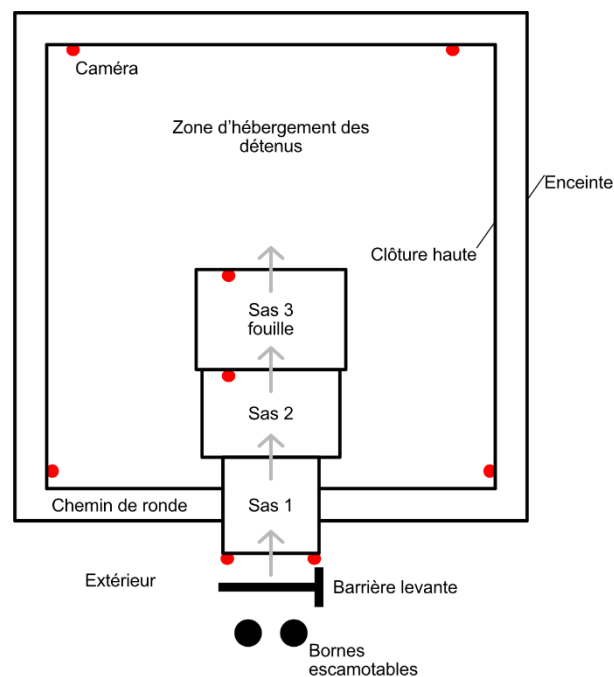 Caméra
Zone d'hébergement des
détenus
Enceinte
Clôture haute
Sas 3
fouille
Sas 2
Chemin de ronde
Sas 1
Extérieur
Barrière levante
Bornes
escamotables